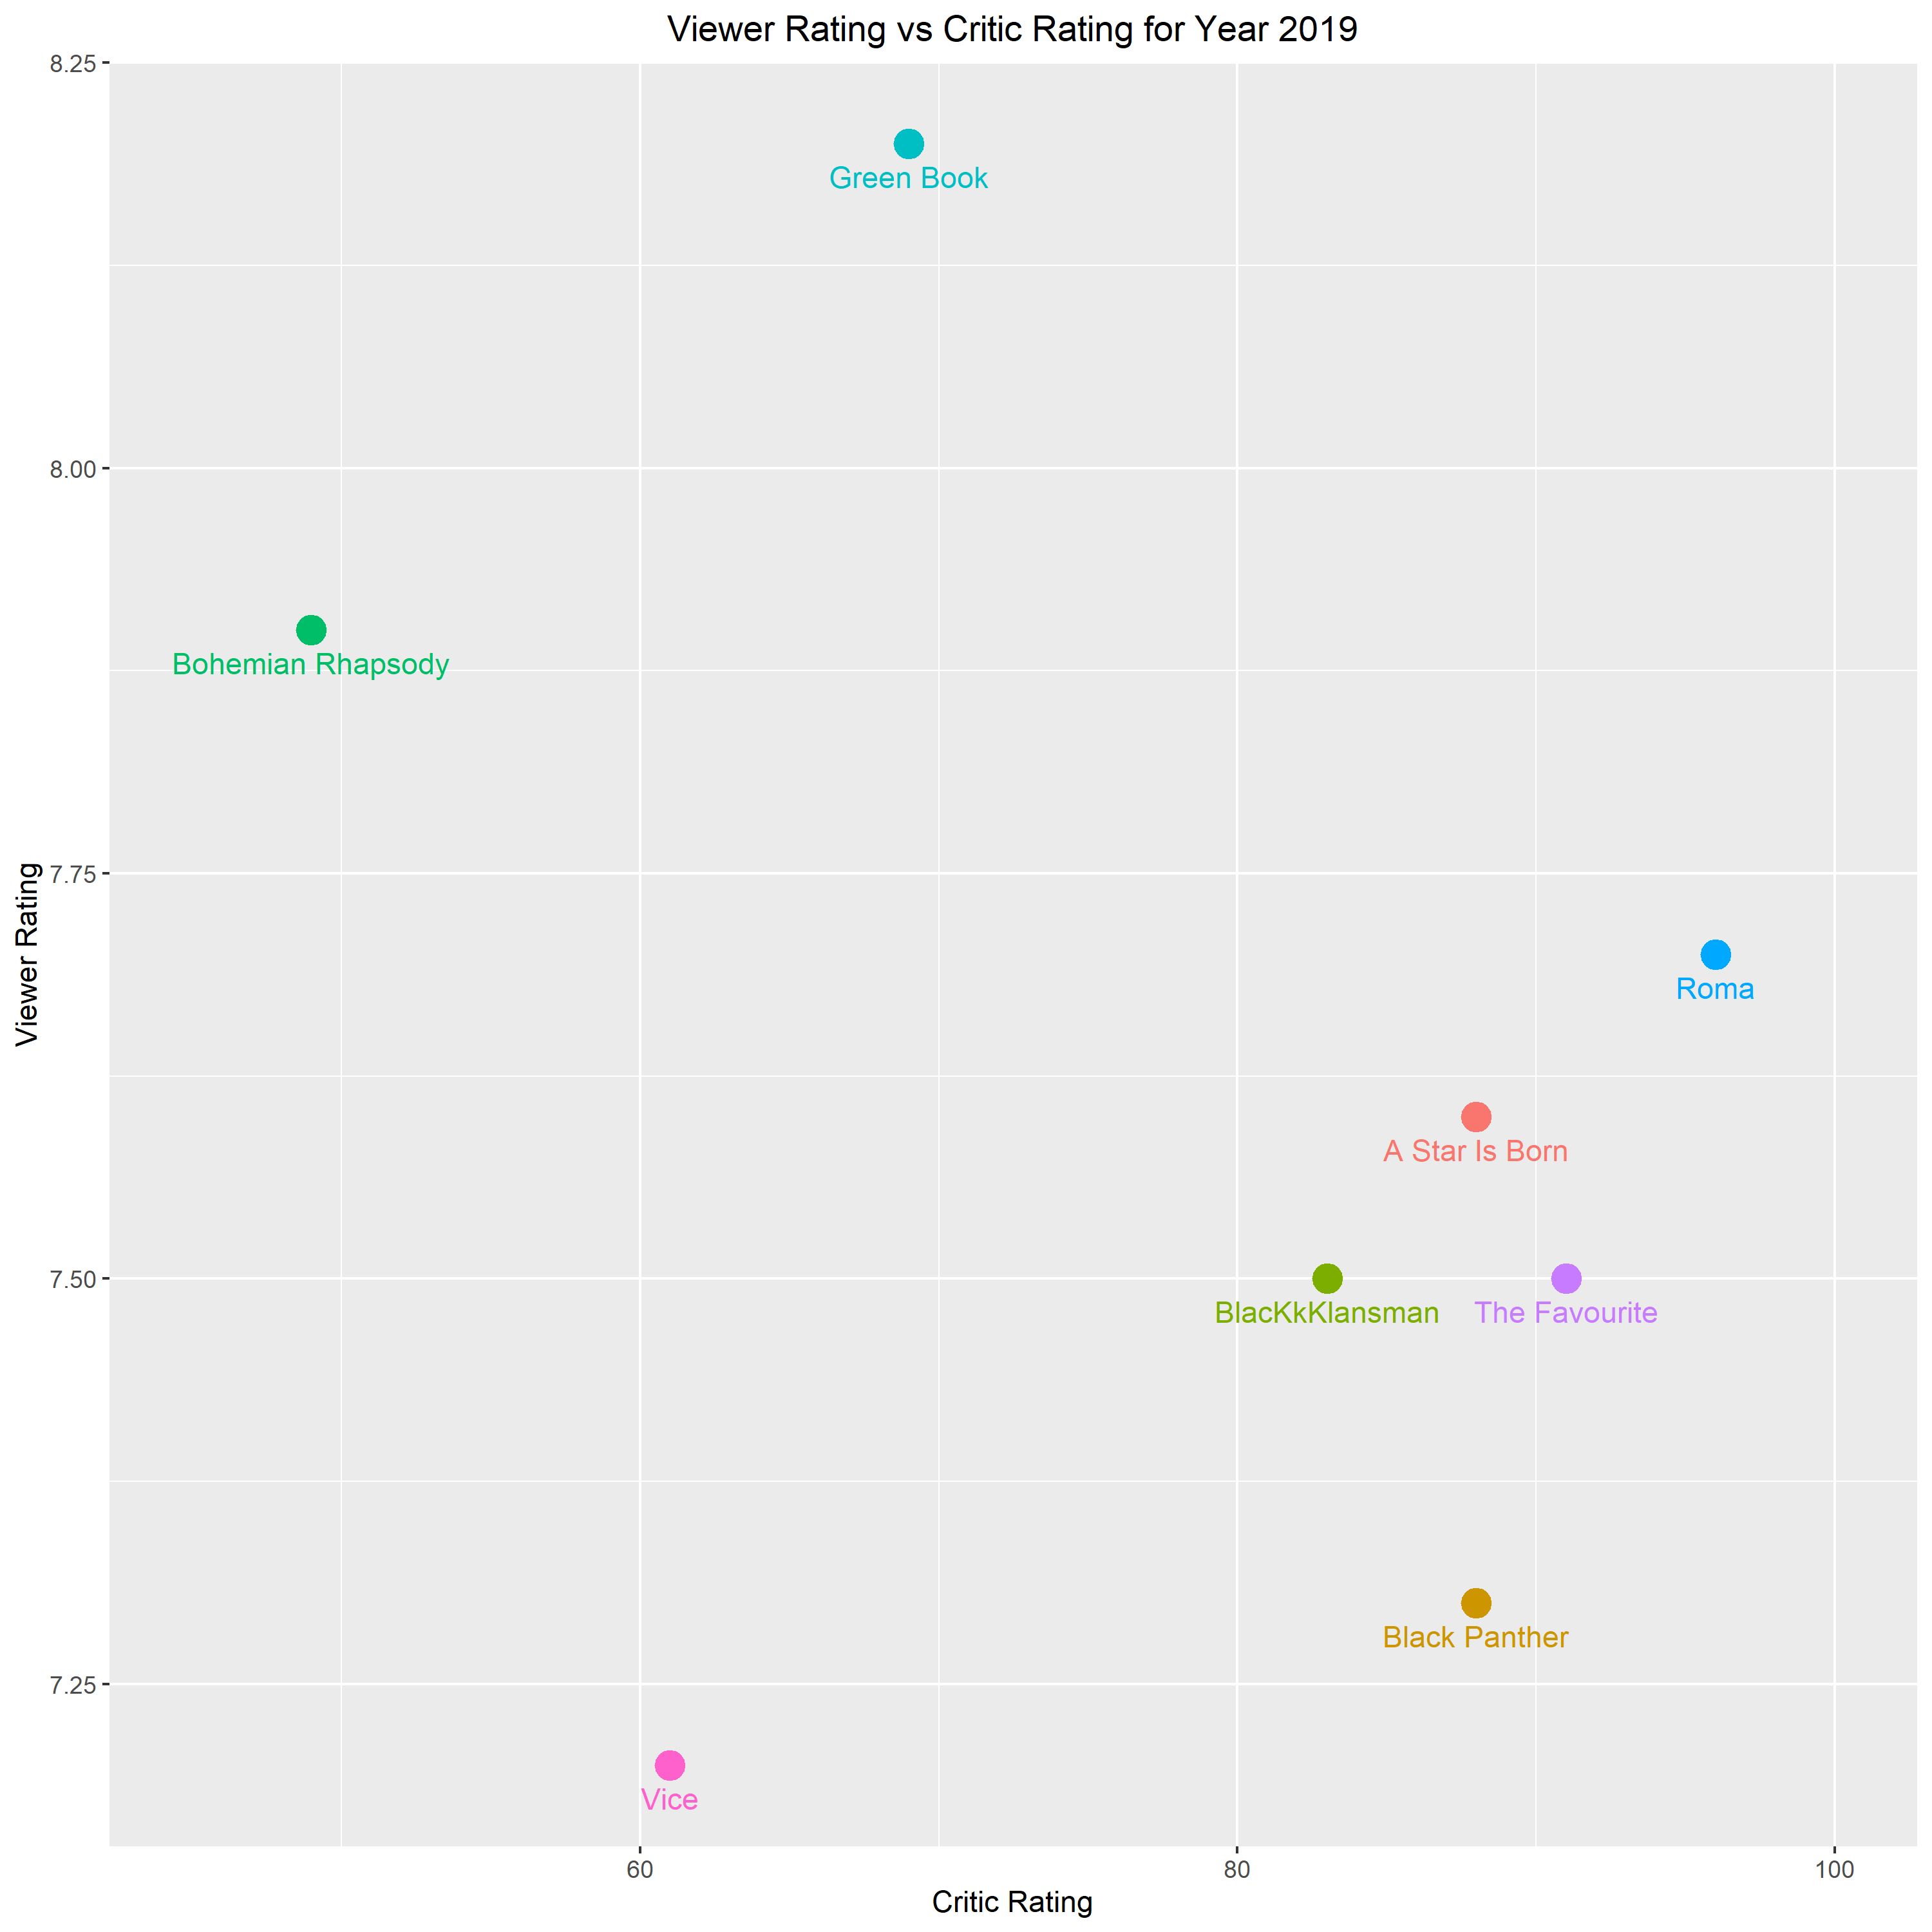 Viewer Rating vs Critic Rating for Year 2019
8.25
Green Book
8.00
Bohemian Rhapsody
7.75
Viewer Rating
Roma
A Star Is Born
7.50
BlacKkKlansman
The Favourite
Black Panther
7.25
Vice
60
80
100
Critic Rating